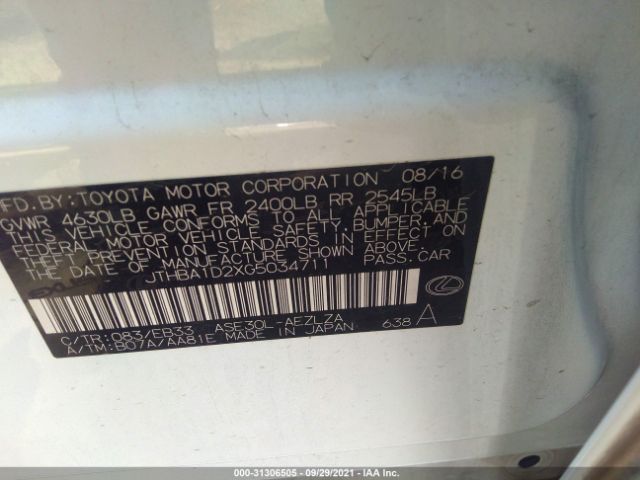 MFD.BY:TOYOTA MOTOR CORPORATION 08/16
GVWR 4630LB GAWR FR 2400LB RR 2545LB
THIS VEHICLE CONFORMS TO ALL APPLICABLE
FEDERAL MOTOR VEHICLE SAFETY,BUMPER,AND
THEFT PREVENTION STANDARDS IN EFFECT ON
THE DATE OF MANUFACTURE SHOWN ABOVE.
JTHBA1D2XG5034711 PASS.CAR
C/TR:083/EB33 ASE30L-AEZLZA
A/TM:B07A/AA81E MADE IN JAPAN 638 A
000-31306505 - 09/29/2021 - IAA Inc.